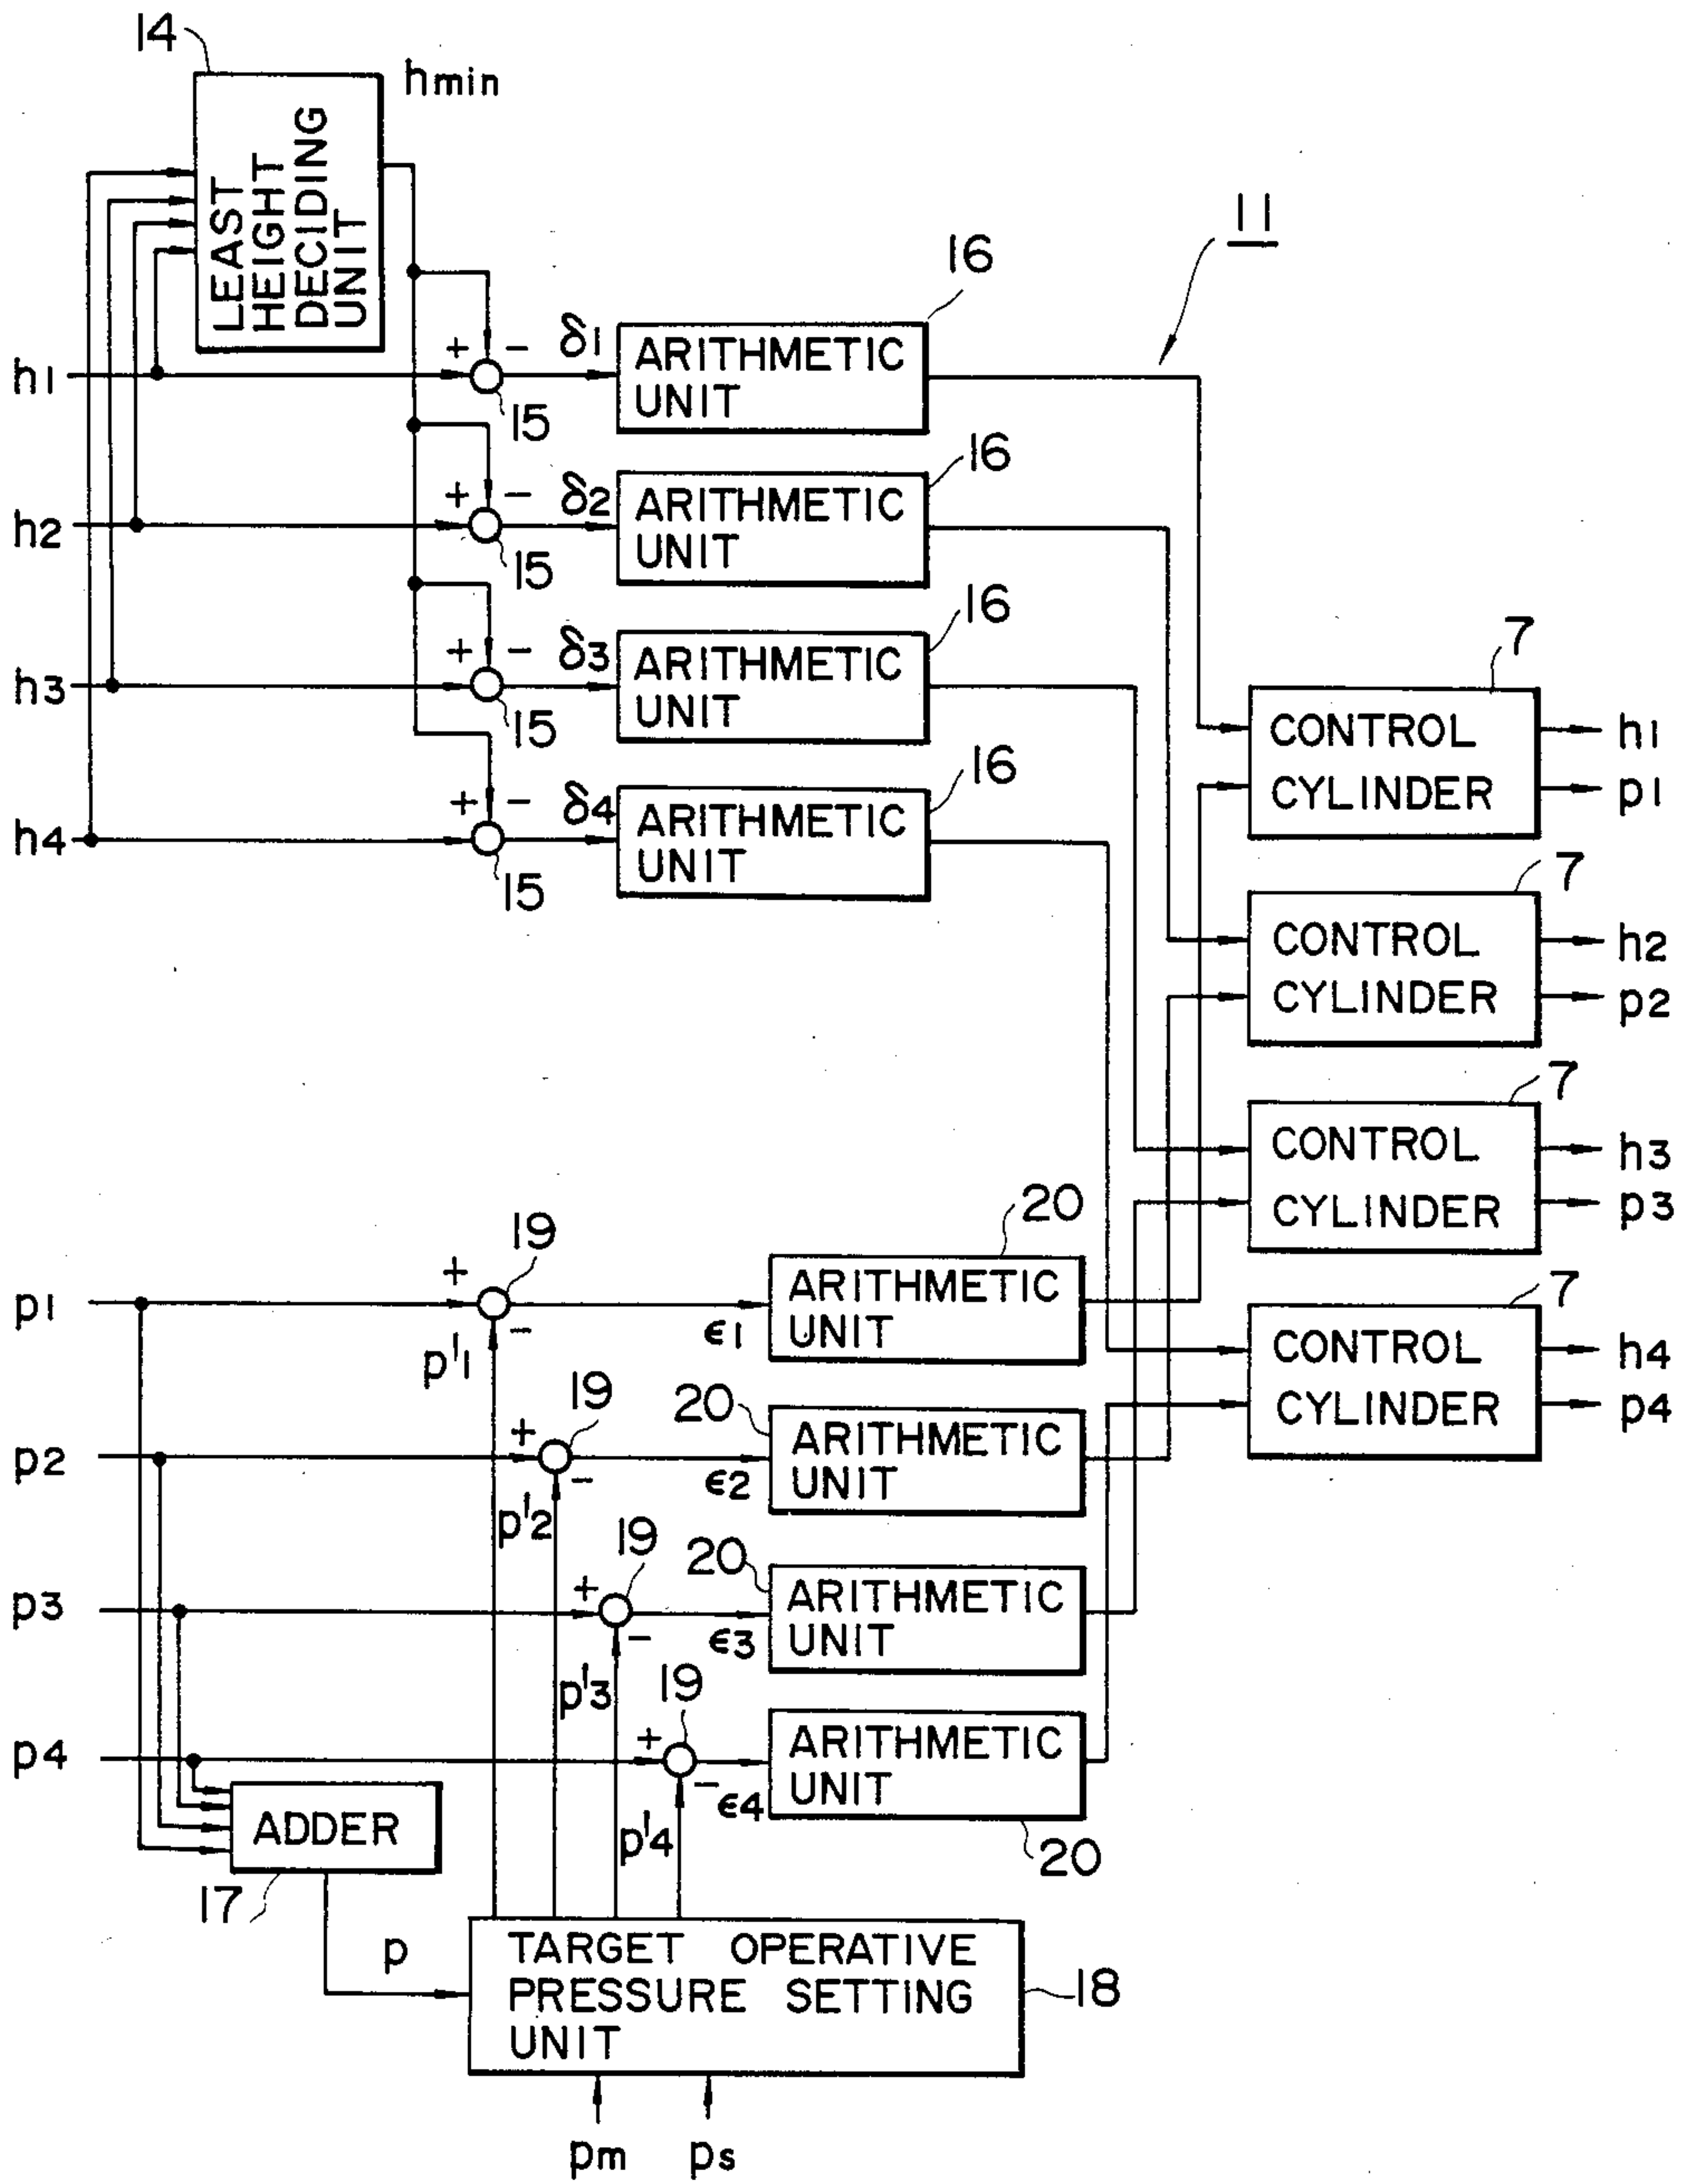 14
hmin
LEAST
HEIGHT
DECIDING
UNIT
11
h1
+
−
δ1
16
ARITHMETIC
UNIT
15
h2
+
−
δ2
16
ARITHMETIC
UNIT
15
h3
+
−
δ3
16
ARITHMETIC
UNIT
15
h4
+
−
δ4
16
ARITHMETIC
UNIT
15
7
CONTROL
CYLINDER
h1
p1
7
CONTROL
CYLINDER
h2
p2
7
CONTROL
CYLINDER
h3
p3
7
CONTROL
CYLINDER
h4
p4
p1
+
19
−
p'1
ϵ1
20
ARITHMETIC
UNIT
p2
+
19
−
p'2
ϵ2
20
ARITHMETIC
UNIT
p3
+
19
−
p'3
ϵ3
20
ARITHMETIC
UNIT
p4
+
19
−
p'4
ϵ4
ARITHMETIC
UNIT
20
ADDER
17
p
TARGET OPERATIVE
PRESSURE SETTING
UNIT
18
pm
ps